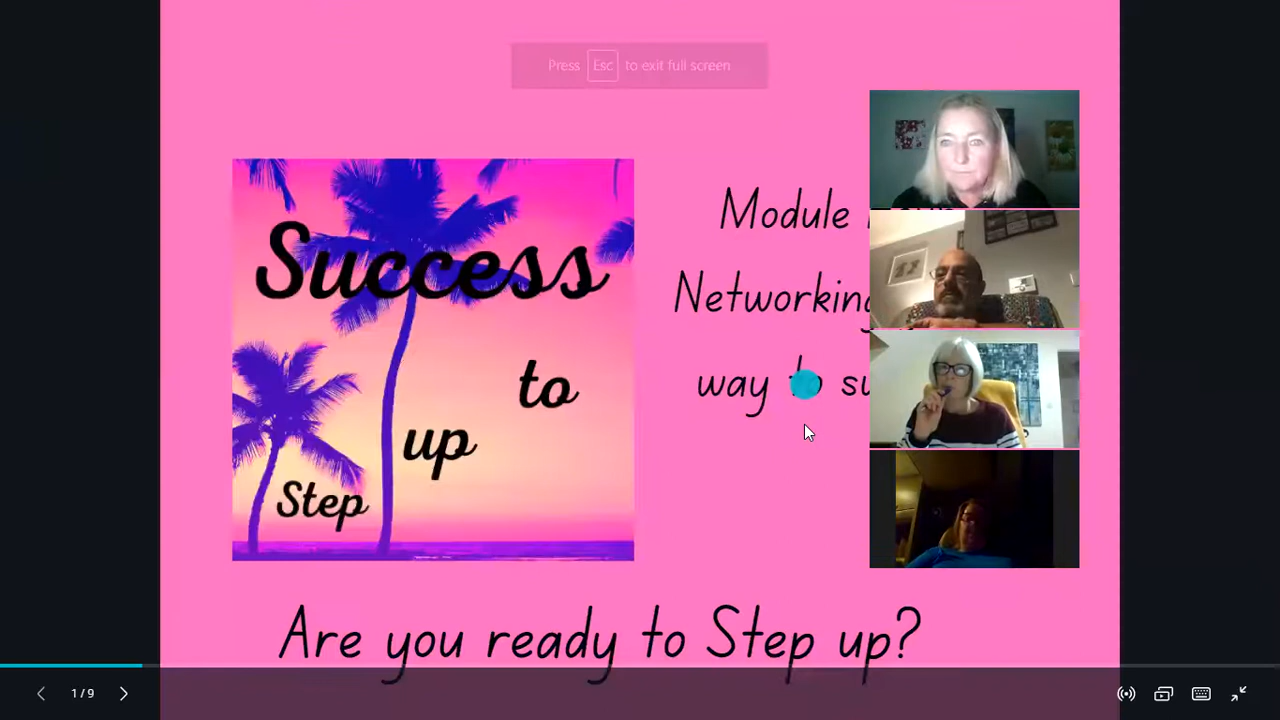 Press Esc to exit full screen
Success
to
up
Step
Module
Networking
way to
Are you ready to Step up?
1/9